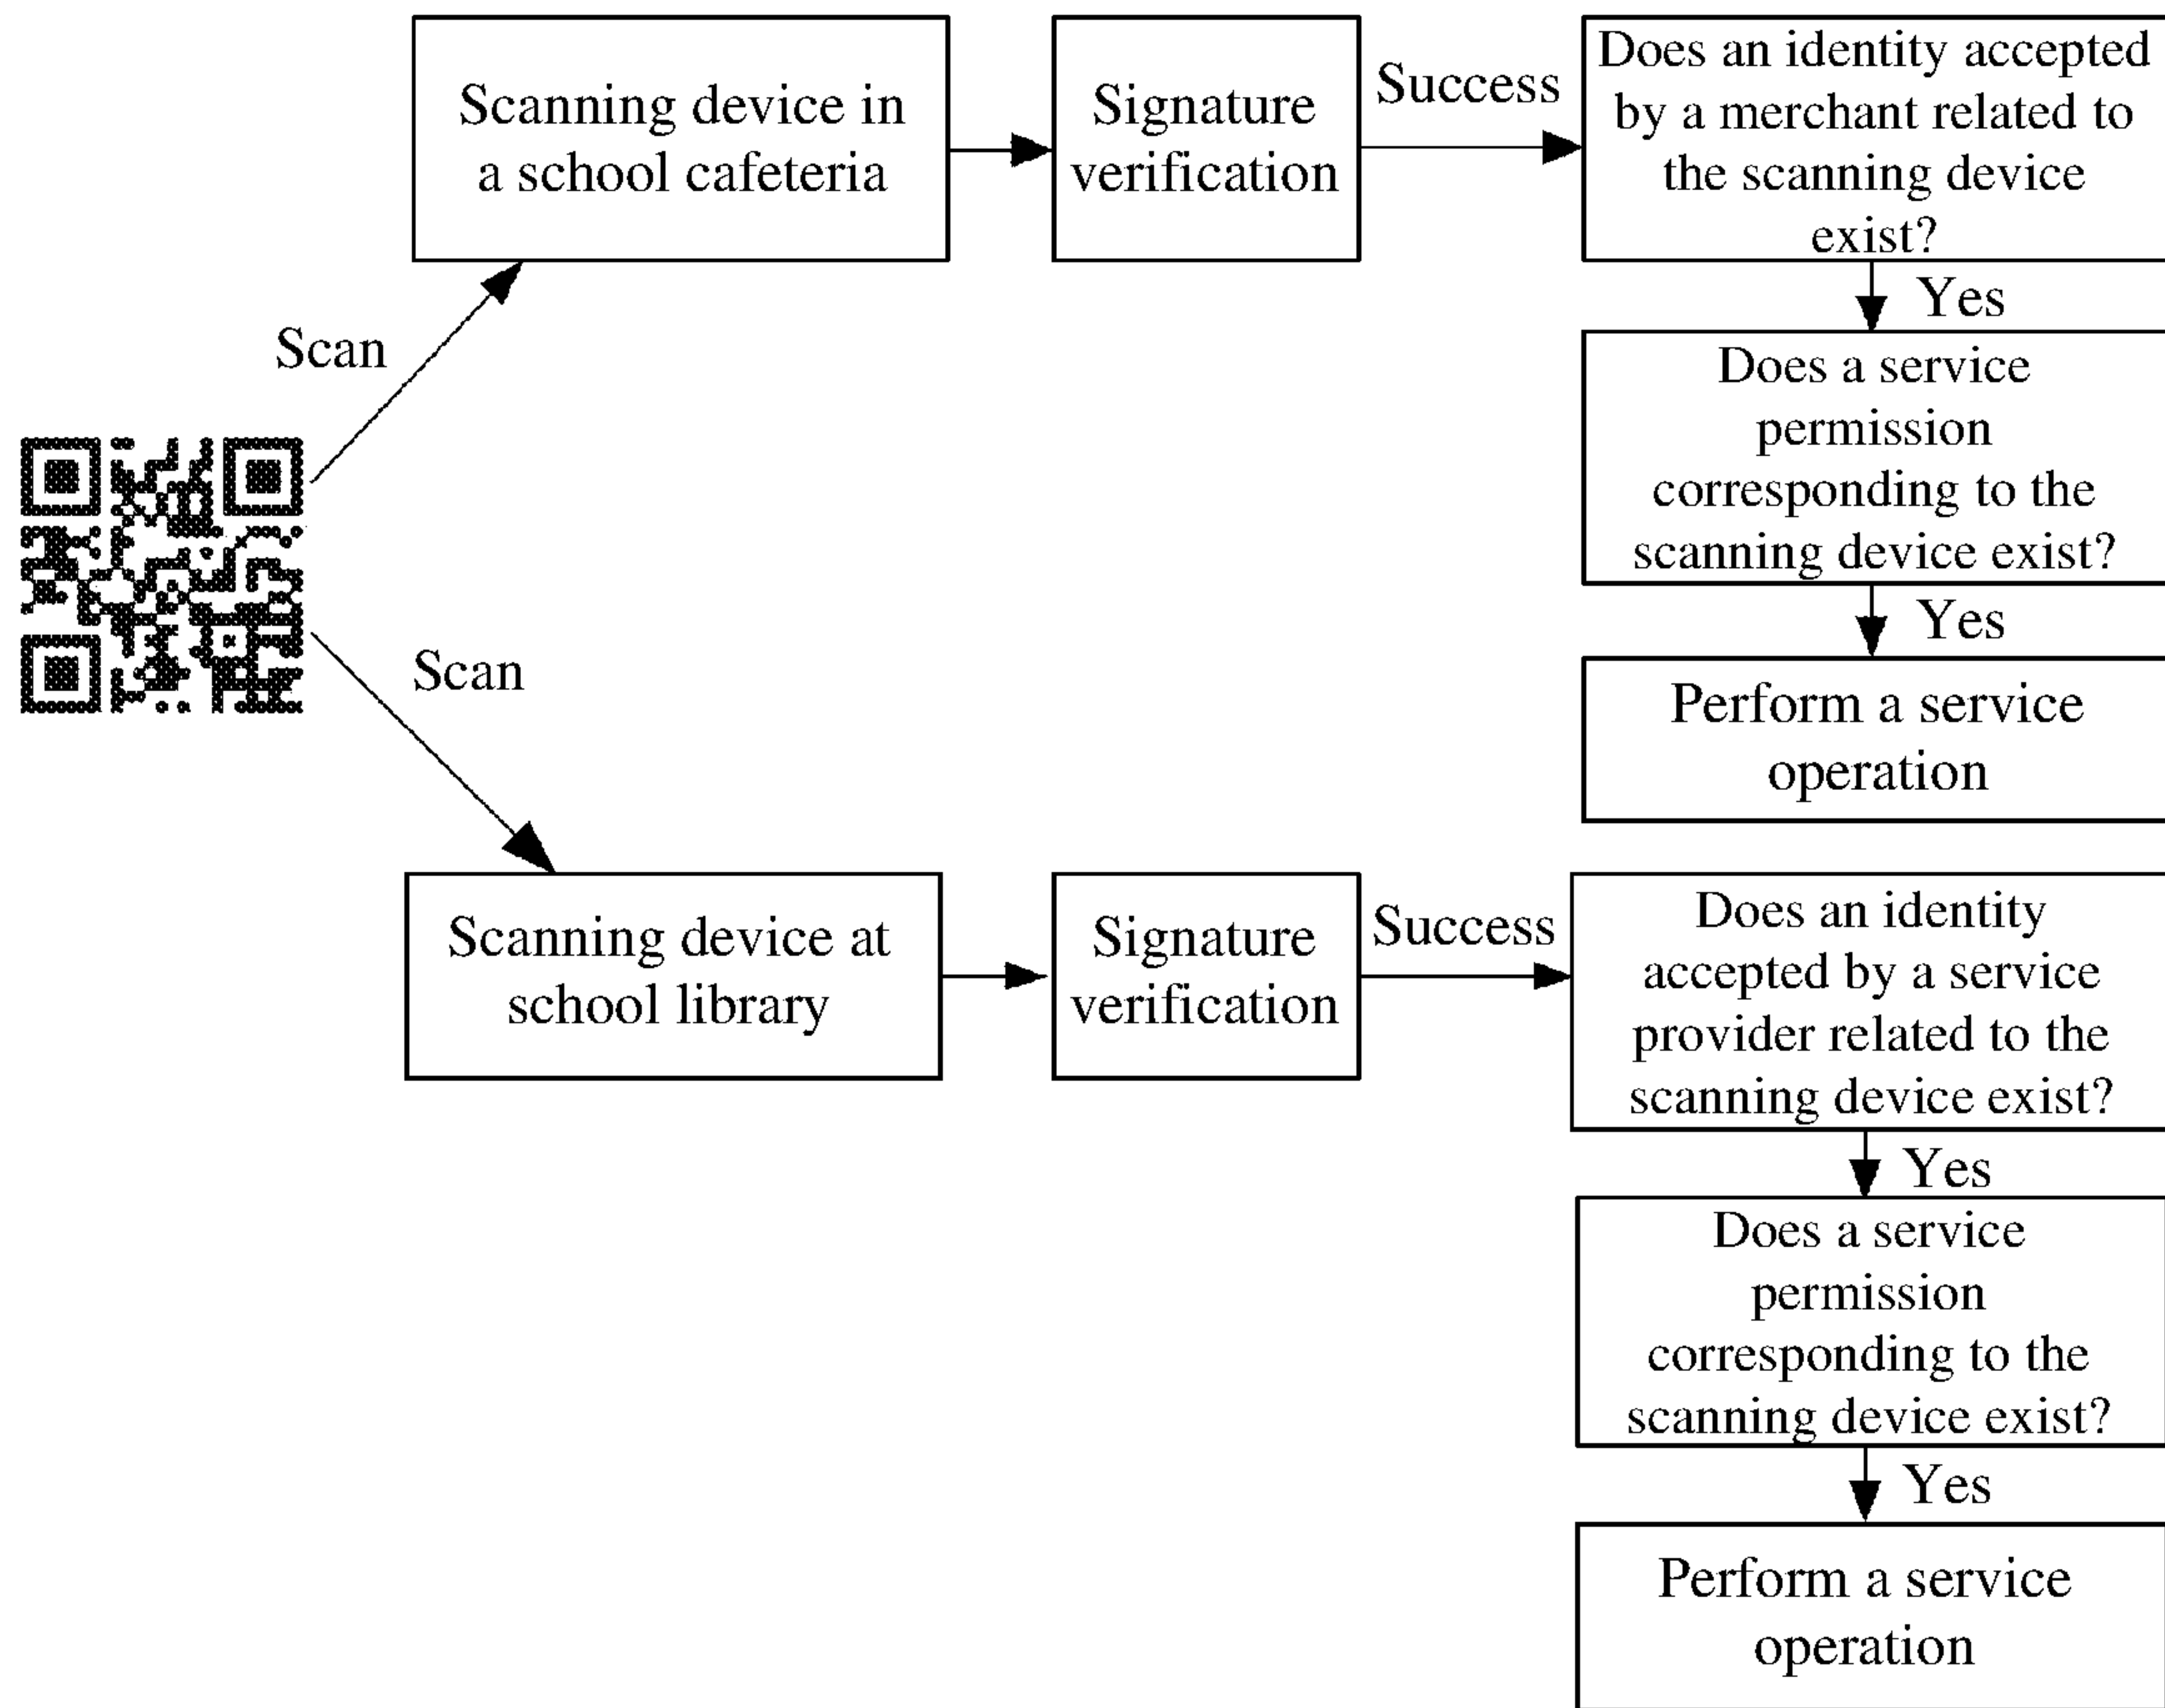 Scanning device in
a school cafeteria
Signature
verification
Success
Does an identity accepted
by a merchant related to
the scanning device
exist?
Yes
Scan
Does a service
permission
corresponding to the
scanning device exist?
Yes
Scan
Perform a service
operation
Scanning device at
school library
Signature
verification
Success
Does an identity
accepted by a service
provider related to the
scanning device exist?
Yes
Does a service
permission
corresponding to the
scanning device exist?
Yes
Perform a service
operation